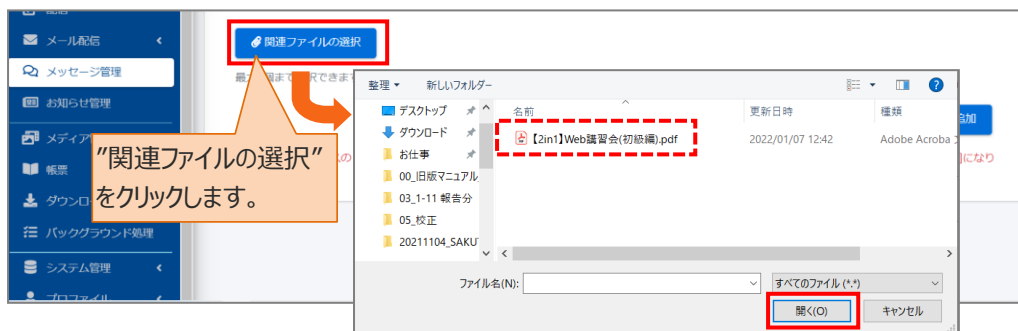 配信
メール配信
メッセージ管理
お知らせ管理
メディア
帳票
ダウンロ
バックグラウンド処理
システム管理
プロファイル
関連ファイルの選択
"関連ファイルの選択"
をクリックします。
整理 新しいフォルダー
デスクトップ
ダウンロード
お仕事
00_旧版マニュアル
03_1-11 報告分
05_校正
20211104_SAKU
名前 更新日時 種類
【2in1】Web講習会(初級編).pdf 2022/01/07 12:42 Adobe Acroba
ファイル名(N): すべてのファイル (*.*)
開く(O) キャンセル
追加
になり